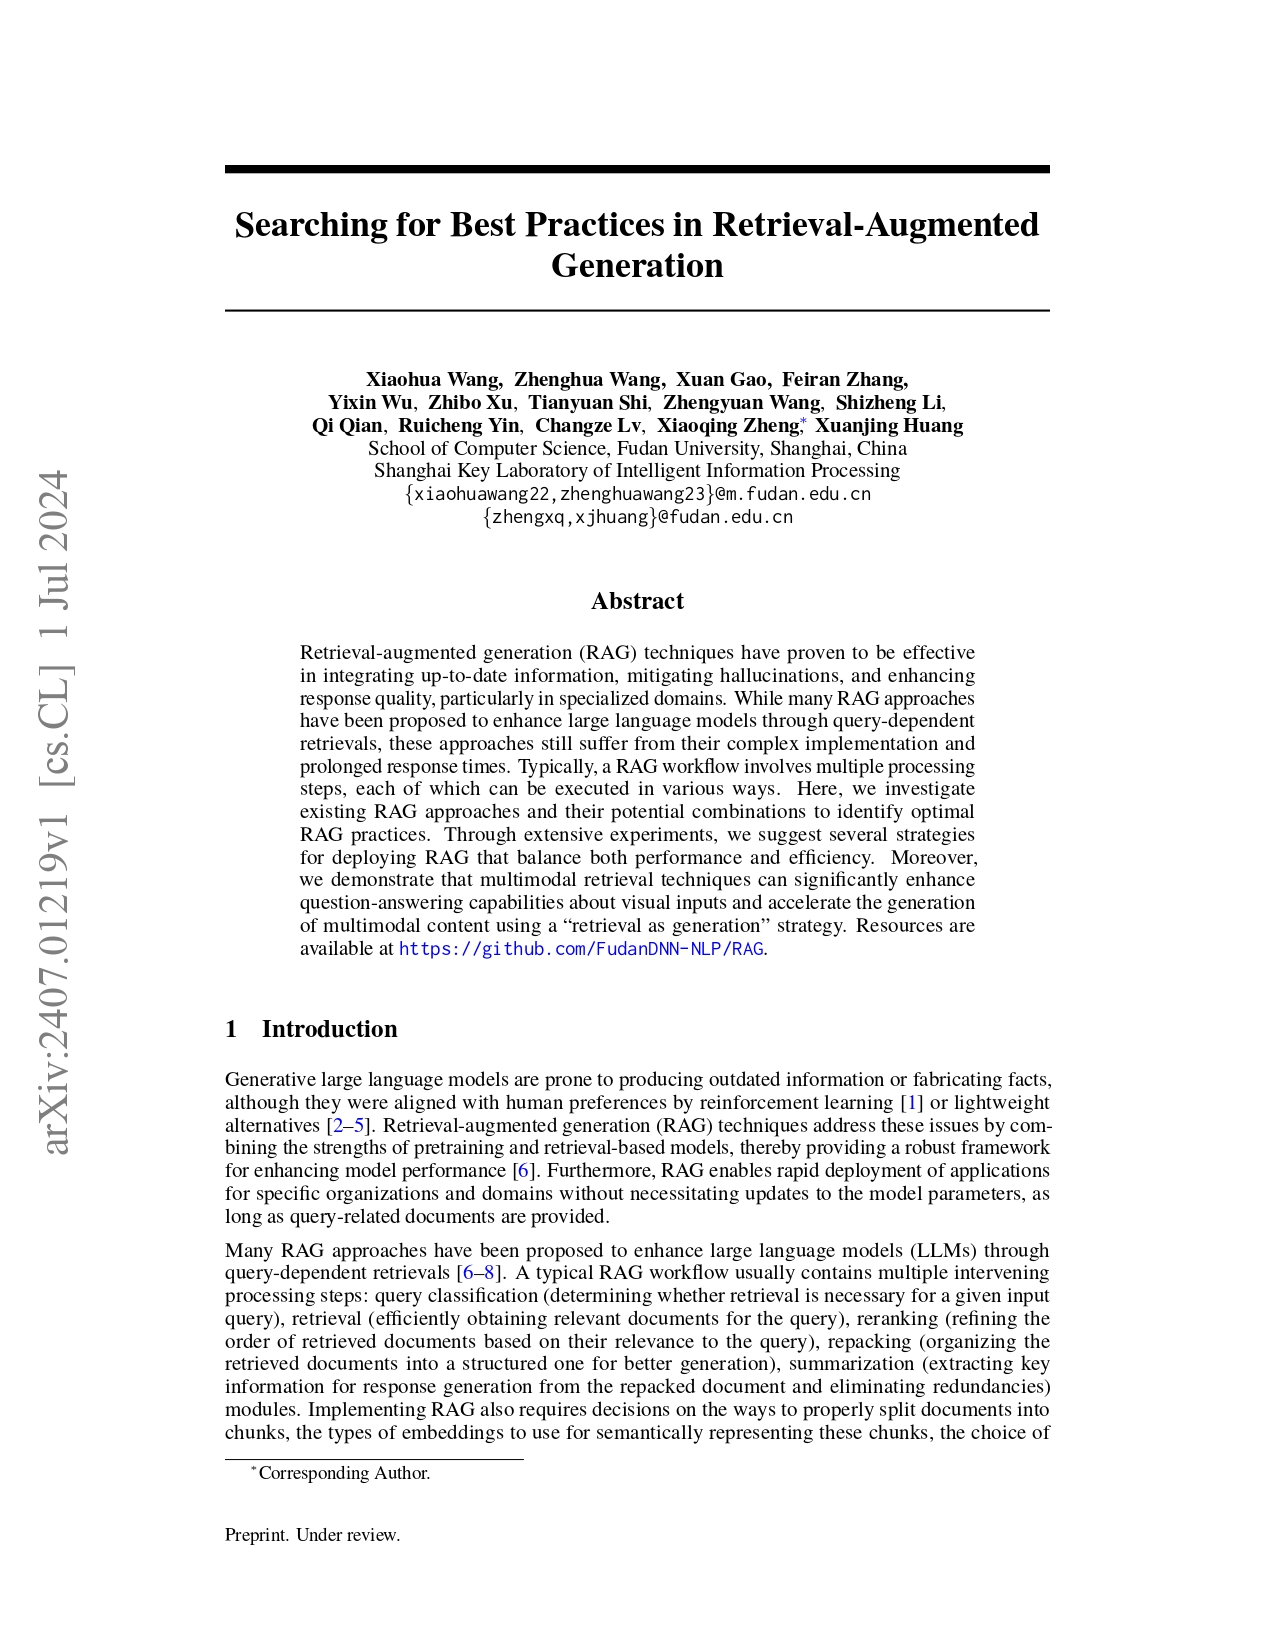 Searching for Best Practices in Retrieval-Augmented
Generation
Xiaohua Wang, Zhenghua Wang, Xuan Gao, Feiran Zhang,
Yixin Wu, Zhibo Xu, Tianyuan Shi, Zhengyuan Wang, Shizheng Li,
Qi Qian, Ruicheng Yin, Changze Lv, Xiaoqing Zheng,* Xuanjing Huang
School of Computer Science, Fudan University, Shanghai, China
Shanghai Key Laboratory of Intelligent Information Processing
{xiaohuawang22,zhenghuawang23}@m.fudan.edu.cn
{zhengxq,xjhuang}@fudan.edu.cn
Abstract
Retrieval-augmented generation (RAG) techniques have proven to be effective
in integrating up-to-date information, mitigating hallucinations, and enhancing
response quality, particularly in specialized domains. While many RAG approaches
have been proposed to enhance large language models through query-dependent
retrievals, these approaches still suffer from their complex implementation and
prolonged response times. Typically, a RAG workflow involves multiple processing
steps, each of which can be executed in various ways. Here, we investigate
existing RAG approaches and their potential combinations to identify optimal
RAG practices. Through extensive experiments, we suggest several strategies
for deploying RAG that balance both performance and efficiency. Moreover,
we demonstrate that multimodal retrieval techniques can significantly enhance
question-answering capabilities about visual inputs and accelerate the generation
of multimodal content using a “retrieval as generation” strategy. Resources are
available at https://github.com/FudanDNN-NLP/RAG.
1 Introduction
Generative large language models are prone to producing outdated information or fabricating facts,
although they were aligned with human preferences by reinforcement learning [1] or lightweight
alternatives [2–5]. Retrieval-augmented generation (RAG) techniques address these issues by com-
bining the strengths of pretraining and retrieval-based models, thereby providing a robust framework
for enhancing model performance [6]. Furthermore, RAG enables rapid deployment of applications
for specific organizations and domains without necessitating updates to the model parameters, as
long as query-related documents are provided.
Many RAG approaches have been proposed to enhance large language models (LLMs) through
query-dependent retrievals [6–8]. A typical RAG workflow usually contains multiple intervening
processing steps: query classification (determining whether retrieval is necessary for a given input
query), retrieval (efficiently obtaining relevant documents for the query), reranking (refining the
order of retrieved documents based on their relevance to the query), repacking (organizing the
retrieved documents into a structured one for better generation), summarization (extracting key
information for response generation from the repacked document and eliminating redundancies)
modules. Implementing RAG also requires decisions on the ways to properly split documents into
chunks, the types of embeddings to use for semantically representing these chunks, the choice of
*Corresponding Author.
Preprint. Under review.
arXiv:2407.01219v1 [cs.CL] 1 Jul 2024